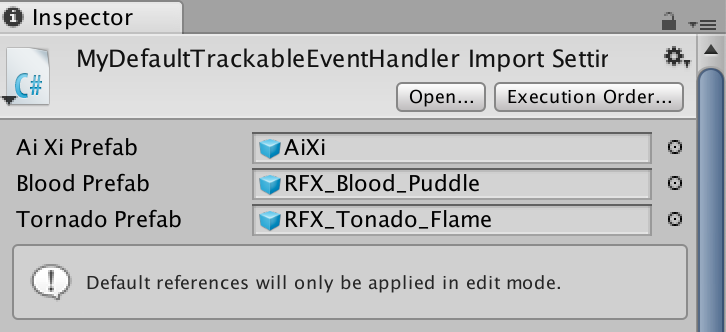 Inspector
MyDefaultTrackableEventHandler Import Settir
Open...
Execution Order...
Ai Xi Prefab
AiXi
Blood Prefab
RFX_Blood_Puddle
Tornado Prefab
RFX_Tonado_Flame
Default references will only be applied in edit mode.